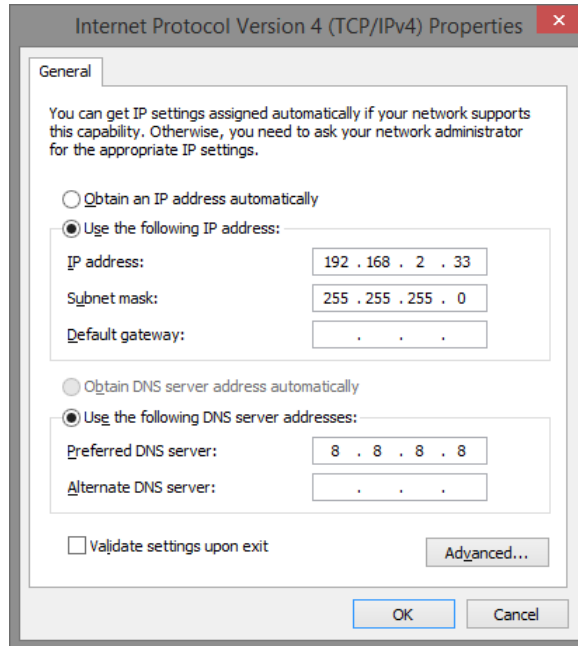 Internet Protocol Version 4 (TCP/IPv4) Properties
×
General
You can get IP settings assigned automatically if your network supports
this capability. Otherwise, you need to ask your network administrator
for the appropriate IP settings.
Obtain an IP address automatically
Use the following IP address:
IP address: 192 . 168 . 2 . 33
Subnet mask: 255 . 255 . 255 . 0
Default gateway: . . .
Obtain DNS server address automatically
Use the following DNS server addresses:
Preferred DNS server: 8 . 8 . 8 . 8
Alternate DNS server: . . .
Validate settings upon exit
Advanced...
OK Cancel